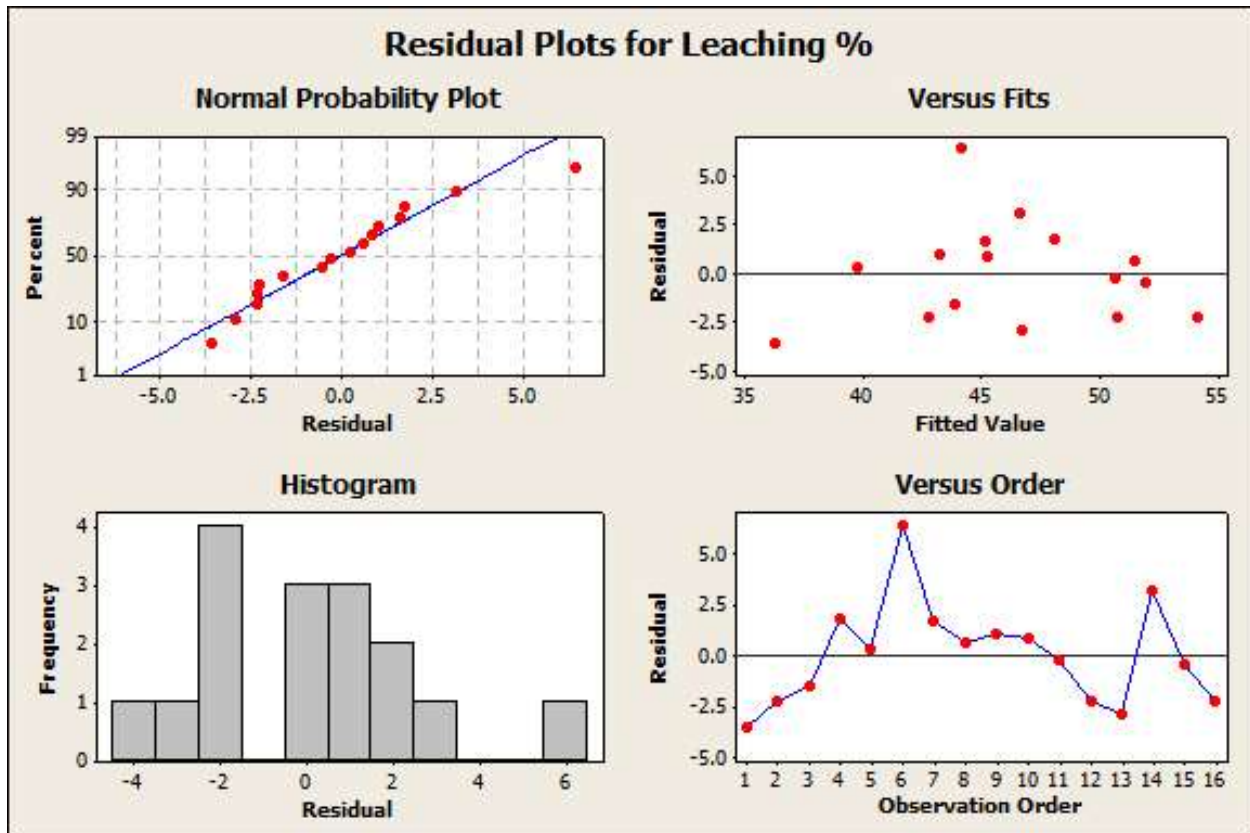 Residual Plots for Leaching %
Normal Probability Plot
99
90
50
10
1
Percent
-5.0 -2.5 0.0 2.5 5.0
Residual
Versus Fits
5.0
2.5
0.0
-2.5
-5.0
Residual
35 40 45 50 55
Fitted Value
Histogram
4
3
2
1
0
Frequency
-4 -2 0 2 4 6
Residual
Versus Order
5.0
2.5
0.0
-2.5
-5.0
Residual
1 2 3 4 5 6 7 8 9 10 11 12 13 14 15 16
Observation Order